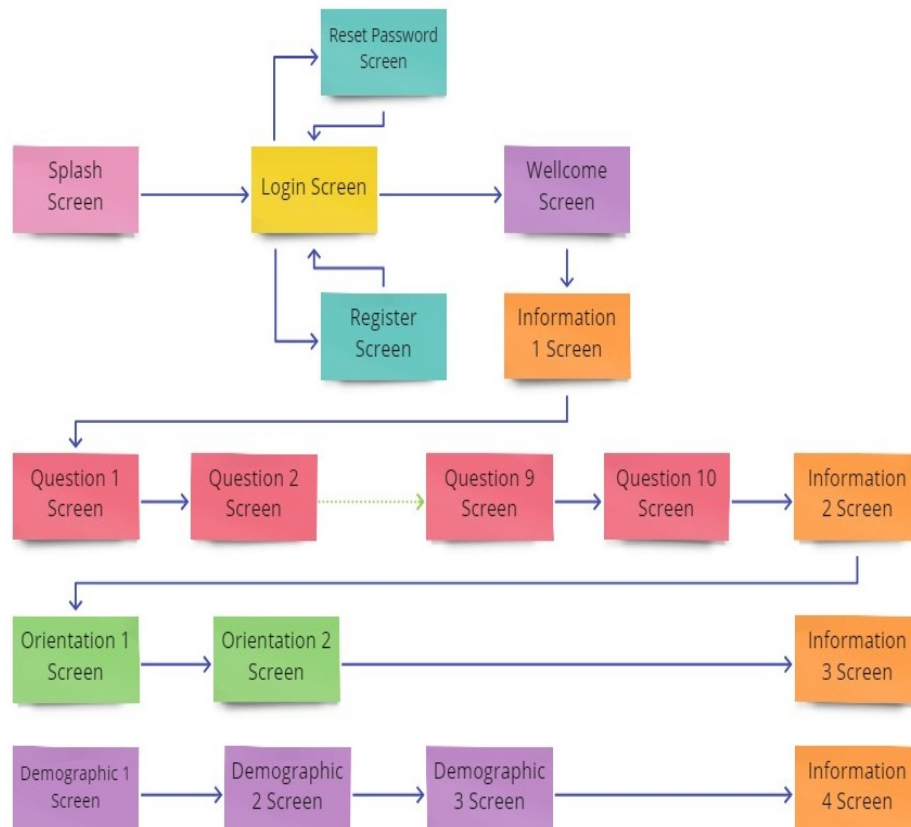 Reset Password
Screen
Splash
Screen
Login Screen
Wellcome
Screen
Register
Screen
Information
1 Screen
Question 1
Screen
Question 2
Screen
Question 9
Screen
Question 10
Screen
Information
2 Screen
Orientation 1
Screen
Orientation 2
Screen
Information
3 Screen
Demographic 1
Screen
Demographic
2 Screen
Demographic
3 Screen
Information
4 Screen